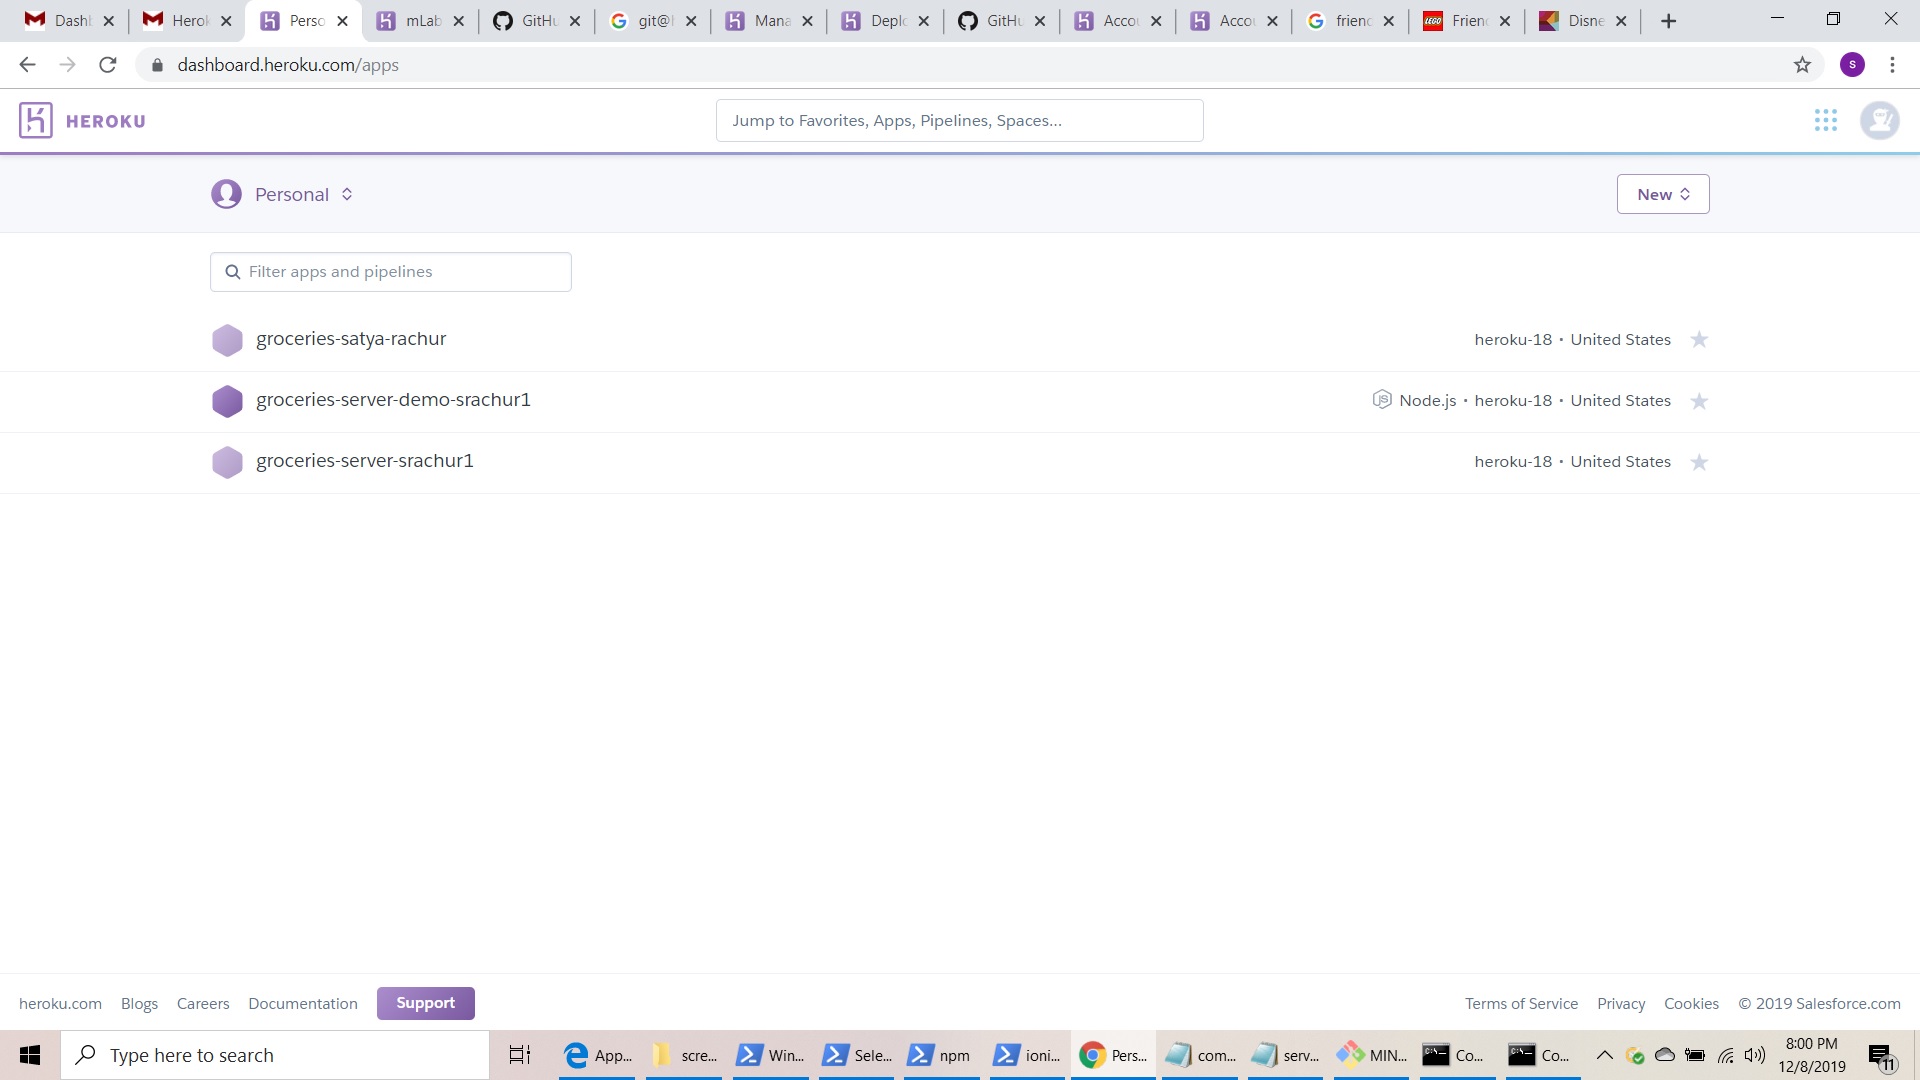 Dash
Herok
Perso
mLab
GitHu
git@
Mana
Deplo
GitHu
Accou
Accou
friend
Frien
Disne
dashboard.heroku.com/apps
S
HEROKU
Jump to Favorites, Apps, Pipelines, Spaces...
Personal
New
Filter apps and pipelines
groceries-satya-rachur
heroku-18 • United States
groceries-server-demo-srachur1
Node.js • heroku-18 • United States
groceries-server-srachur1
heroku-18 • United States
heroku.com Blogs Careers Documentation Support
Terms of Service Privacy Cookies © 2019 Salesforce.com
Type here to search
App...
scre...
Win...
Sele...
npm
ioni...
Pers...
com...
serv...
MIN...
Co...
Co...
8:00 PM
12/8/2019
11